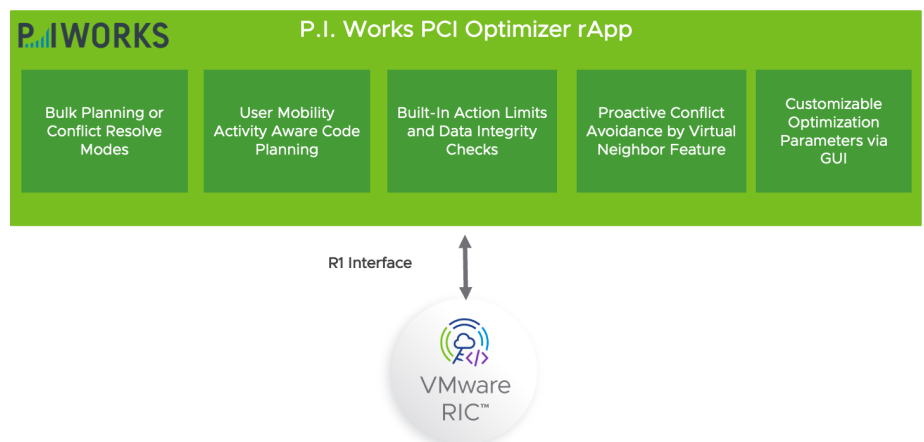 P.I WORKS
P.I. Works PCI Optimizer rApp
Bulk Planning or
Conflict Resolve
Modes
User Mobility
Activity Aware Code
Planning
Built-In Action Limits
and Data Integrity
Checks
Proactive Conflict
Avoidance by Virtual
Neighbor Feature
Customizable
Optimization
Parameters via
GUI
R1 Interface
</>
VMware
RIC™